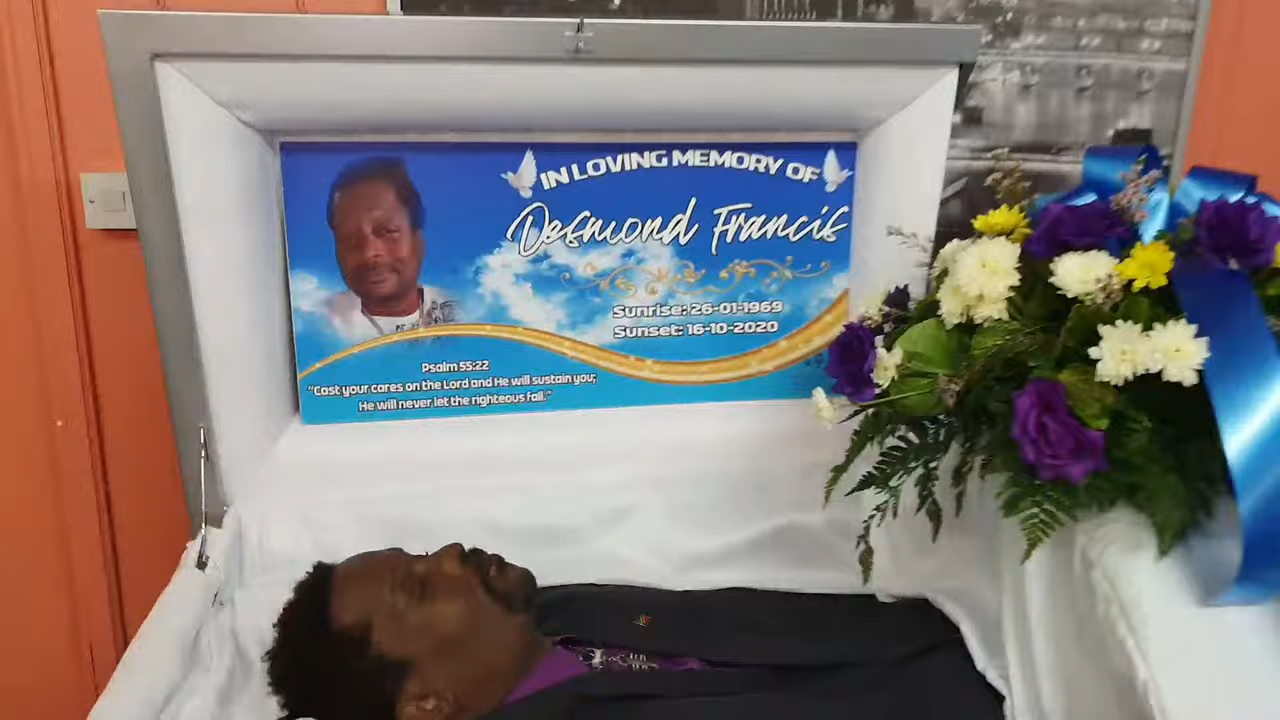 IN LOVING MEMORY OF
Desmond Francis
Sunrise: 26-01-1969
Sunset: 16-10-2020
Psalm 55:22
"Cast your cares on the Lord and He will sustain you;
He will never let the righteous fall."